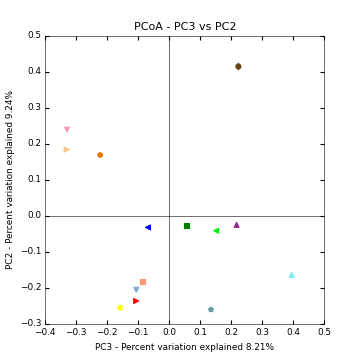 PCoA - PC3 vs PC2
PC2 - Percent variation explained 9.24%
0.5
0.4
0.3
0.2
0.1
0.0
−0.1
−0.2
−0.3
−0.4 −0.3 −0.2 −0.1 0.0 0.1 0.2 0.3 0.4 0.5
PC3 - Percent variation explained 8.21%